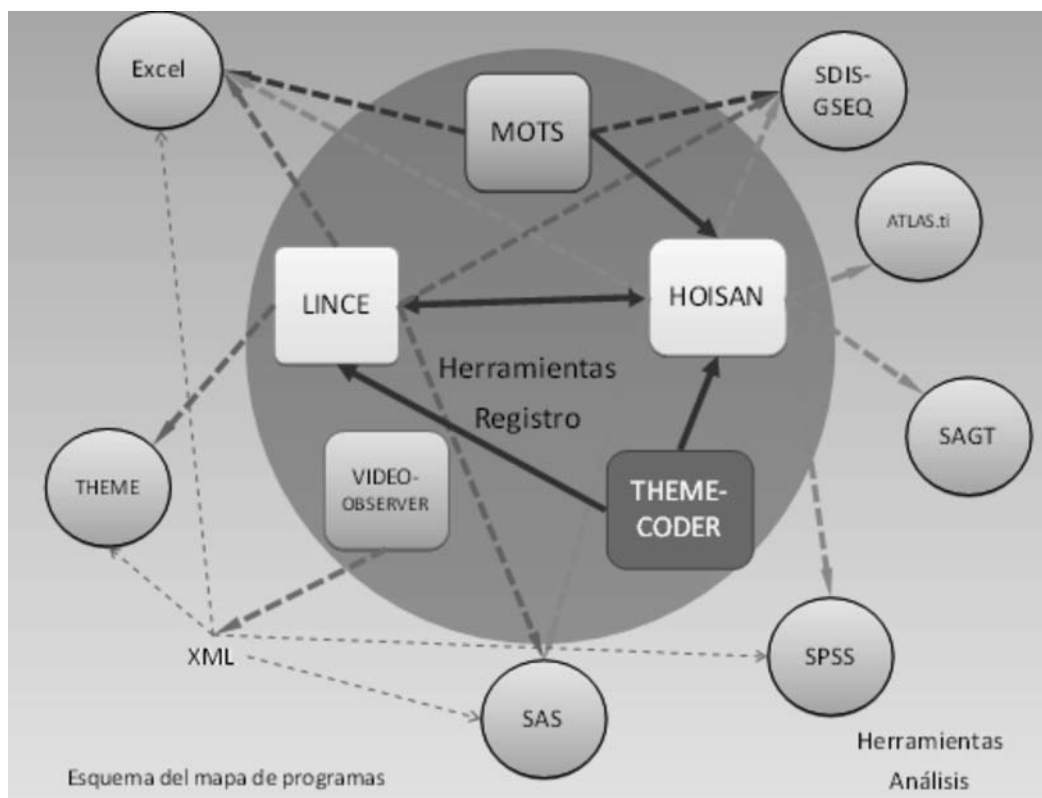 Excel
MOTS
SDIS-
GSEQ
ATLAS.ti
LINCE
HOISAN
Herramientas
Registro
SAGT
THEME
VIDEO-
OBSERVER
THEME-
CODER
XML
SPSS
SAS
Herramientas
Análisis
Esquema del mapa de programas